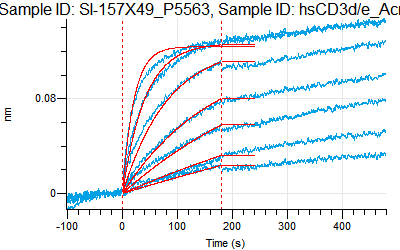 Sample ID: SI-157X49_P5563, Sample ID: hsCD3d/e_Acr
nm
0.08
0
-100 0 100 200 300 400
Time (s)